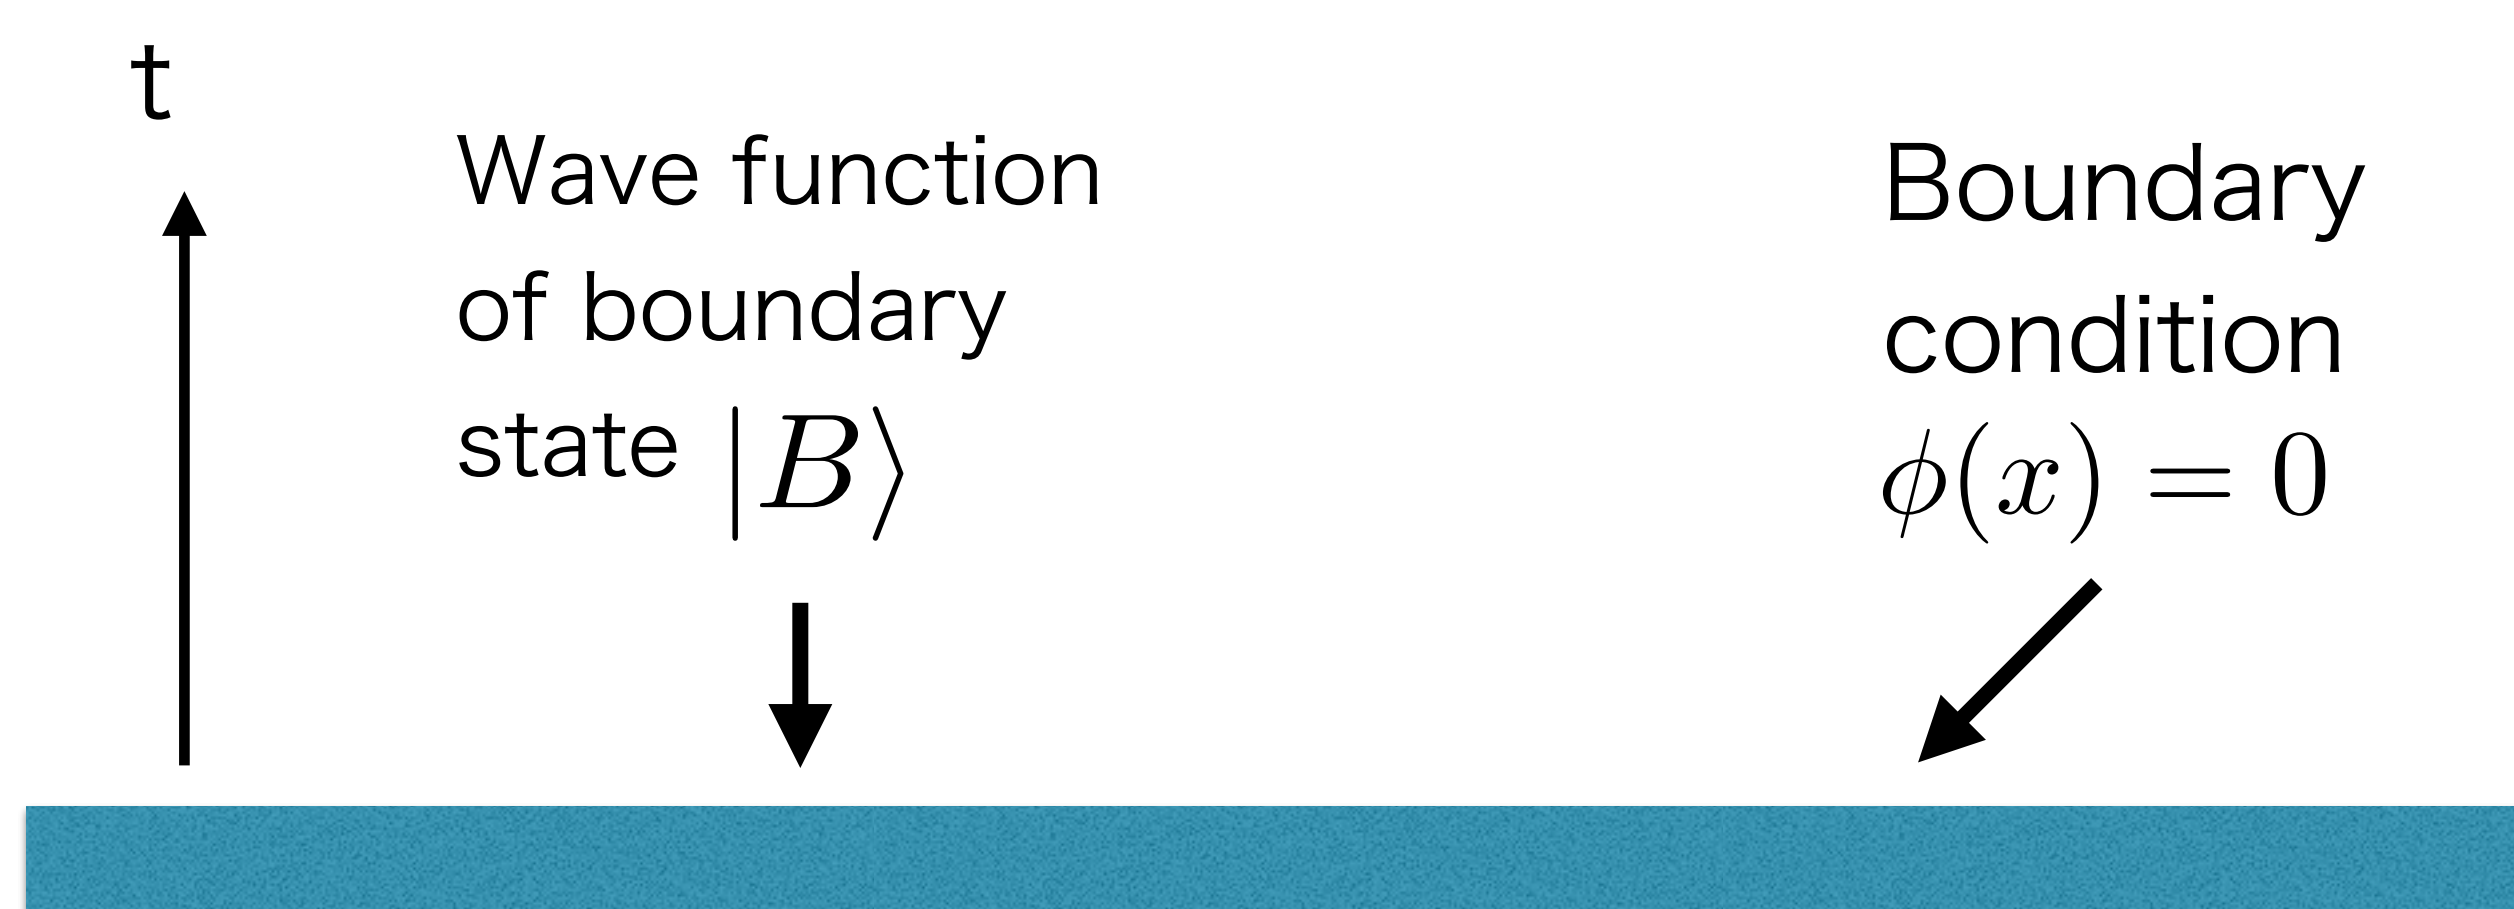 t
Wave function
of boundary
state |B⟩
Boundary
condition
ϕ(x) = 0